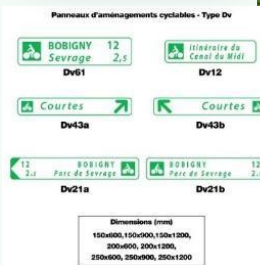 Panneaux d'aménagements cyclables - Type Dv
BOBIGNY 12
Sevrage 2,5
Dv61
Itinéraire du
Canal du Midi
Dv12
Courtes
Dv43a
Courtes
Dv43b
12 BOBIGNY
2,5 Parc de Sevrage
Dv21a
BOBIGNY 12
Parc de Sevrage 2,5
Dv21b
Dimensions (mm)
150x600,150x900,150x1200,
200x600, 200x1200,
250x600, 250x900, 250x1200